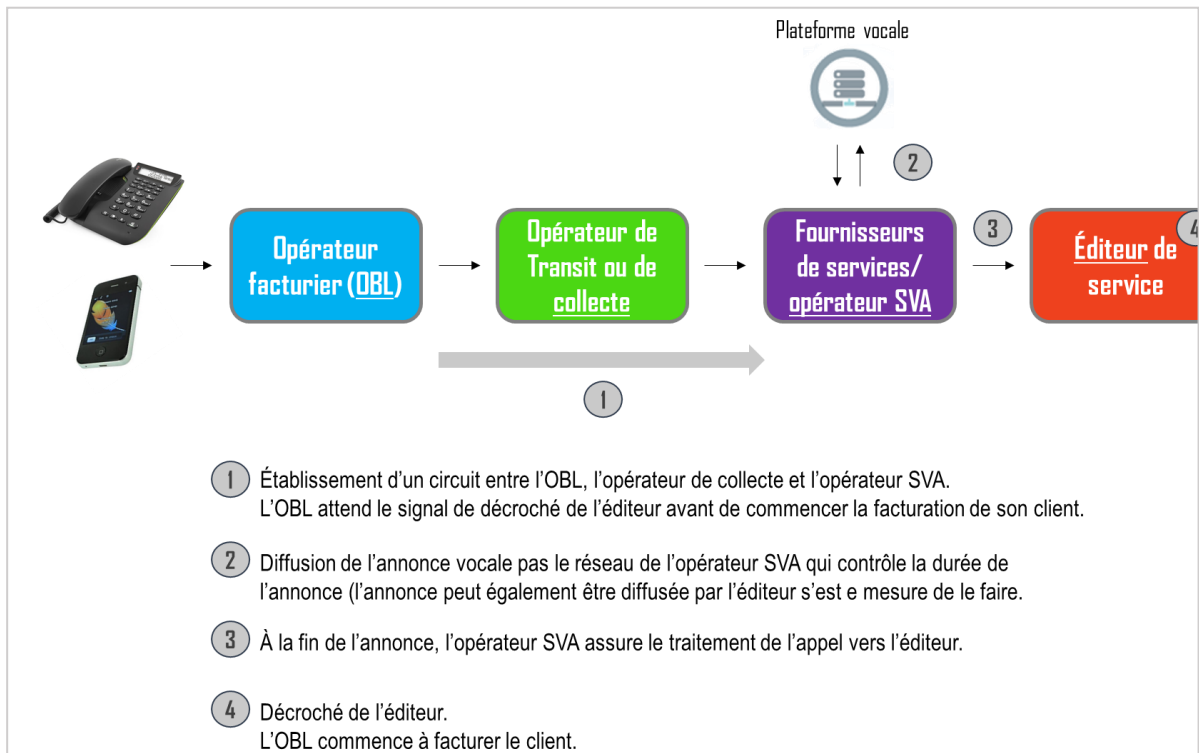 Plateforme vocale
2
Opérateur
facturier (OBL)
Opérateur de
Transit ou de
collecte
Fournisseurs
de services/
opérateur SVA
3
Éditeur de
service
4
1
1 Établissement d'un circuit entre l'OBL, l'opérateur de collecte et l'opérateur SVA.
L'OBL attend le signal de décroché de l'éditeur avant de commencer la facturation de son client.
2 Diffusion de l'annonce vocale pas le réseau de l'opérateur SVA qui contrôle la durée de
l'annonce (l'annonce peut également être diffusée par l'éditeur s'est e mesure de le faire.
3 À la fin de l'annonce, l'opérateur SVA assure le traitement de l'appel vers l'éditeur.
4 Décroché de l'éditeur.
L'OBL commence à facturer le client.